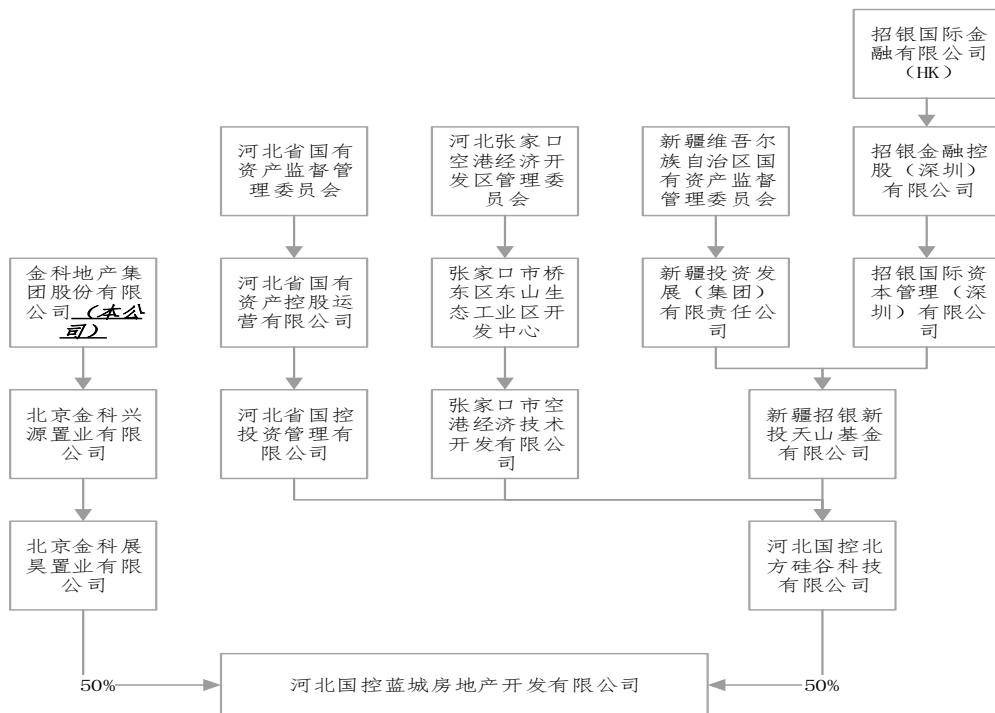 招银国际金
融有限公司
（HK）
河北省国有
资产监督管
理委员会
河北张家口
空港经济开
发区管理委
员会
新疆维吾尔
族自治区国
有资产监督
管理委员会
招银金融控
股（深圳）
有限公司
金科地产集
团股份有限
公司（本公
司）
河北省国有
资产控股运
营有限公司
张家口市桥
东区东山生
态工业区开
发中心
新疆投资发
展（集团）
有限责任公
司
招银国际资
本管理（深
圳）有限公
司
北京金科兴
源置业有限
公司
河北省国控
投资管理有
限公司
张家口市空
港经济技术
开发有限公
司
新疆招银新
投天山基金
有限公司
北京金科展
昊置业有限
公司
河北国控北
方硅谷科技
有限公司
50%
河北国控蓝城房地产开发有限公司
50%